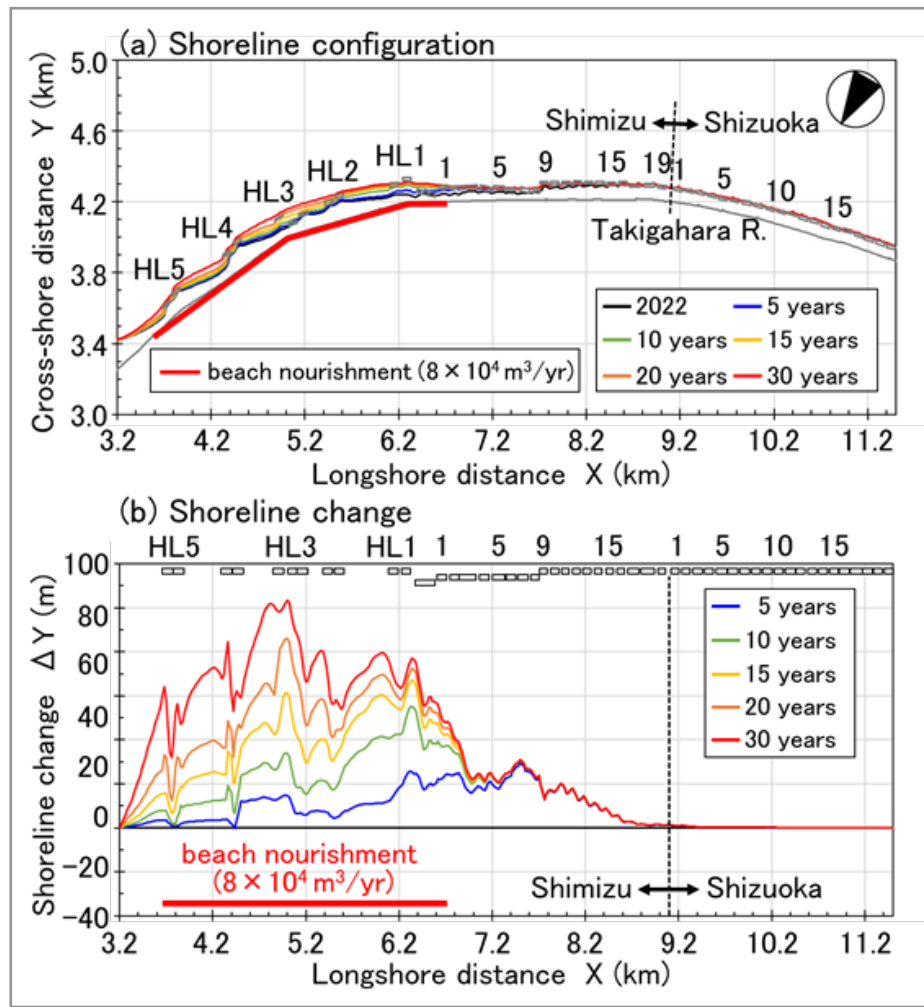 (a) Shoreline configuration
Cross-shore distance Y (km)
5.0
4.6
4.2
3.8
3.4
3.0
Shimizu Shizuoka
HL5 HL4 HL3 HL2 HL1 1 5 9 15 19 1 5 10 15
Takigahara R.
2022 5 years
10 years 15 years
20 years 30 years
beach nourishment (8×10⁴ m³/yr)
3.2 4.2 5.2 6.2 7.2 8.2 9.2 10.2 11.2
Longshore distance X (km)
(b) Shoreline change
HL5 HL3 HL1 1 5 9 15 1 5 10 15
Shoreline change ΔY (m)
100
80
60
40
20
0
-20
-40
5 years
10 years
15 years
20 years
30 years
beach nourishment
(8×10⁴ m³/yr)
Shimizu Shizuoka
3.2 4.2 5.2 6.2 7.2 8.2 9.2 10.2 11.2
Longshore distance X (km)